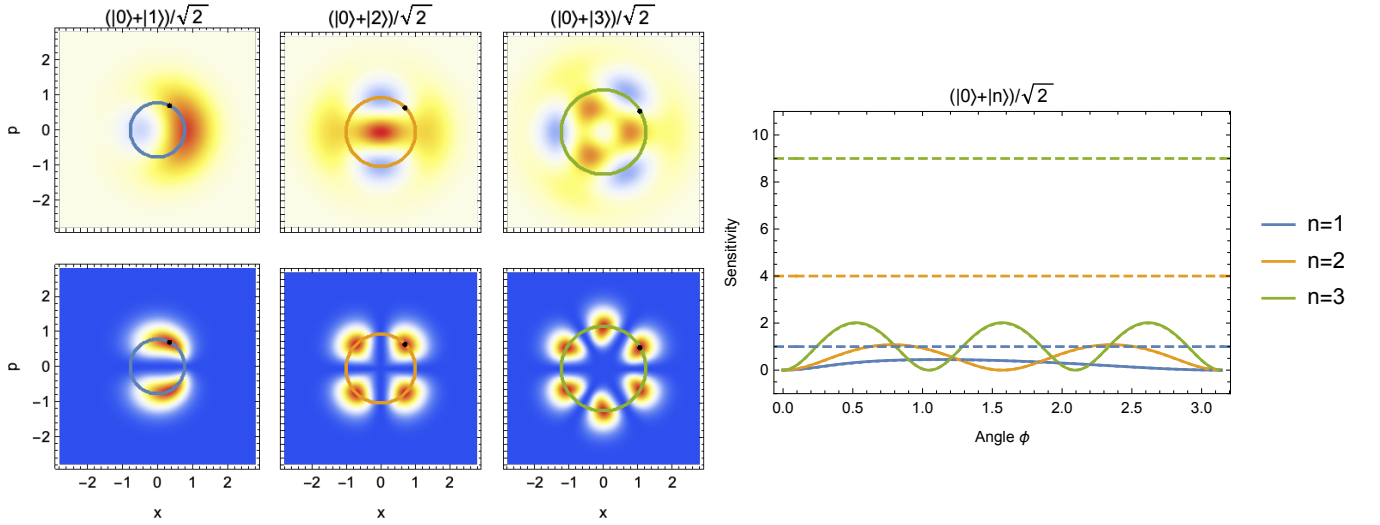 (|0⟩+|1⟩)/√2
(|0⟩+|2⟩)/√2
(|0⟩+|3⟩)/√2
2
1
0
−1
−2
p
2
1
0
−1
−2
p
−2 −1 0 1 2
−2 −1 0 1 2
−2 −1 0 1 2
x
x
x
(|0⟩+|n⟩)/√2
10
8
6
4
2
0
Sensitivity
0.0 0.5 1.0 1.5 2.0 2.5 3.0
Angle ϕ
n=1
n=2
n=3